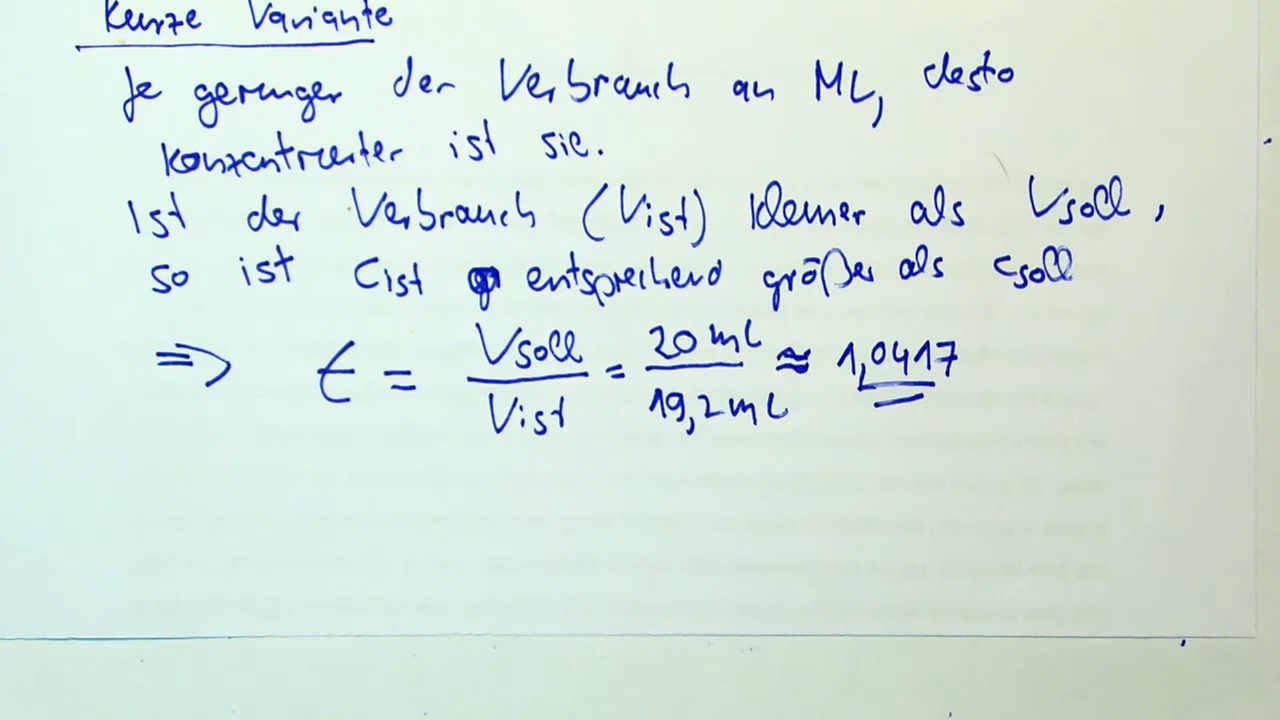 Kurze Variante
Je geringer der Verbrauch an ML, desto
konzentrierter ist sie.
Ist der Verbrauch (Vist) kleiner als Vsoll,
so ist Cist entsprechend größer als csoll
=> t = Vsoll / Vist = 20 mL / 19,2 mL ≈ 1,0417